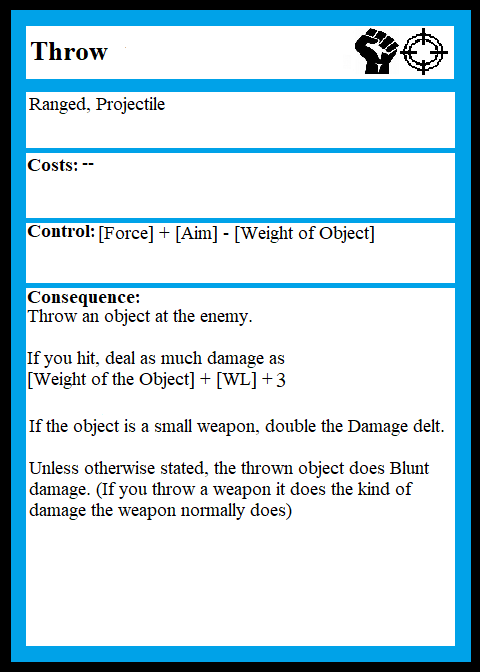 Throw
Ranged, Projectile
Costs: --
Control: [Force] + [Aim] - [Weight of Object]
Consequence:
Throw an object at the enemy.
If you hit, deal as much damage as
[Weight of the Object] + [WL] + 3
If the object is a small weapon, double the Damage delt.
Unless otherwise stated, the thrown object does Blunt
damage. (If you throw a weapon it does the kind of
damage the weapon normally does)